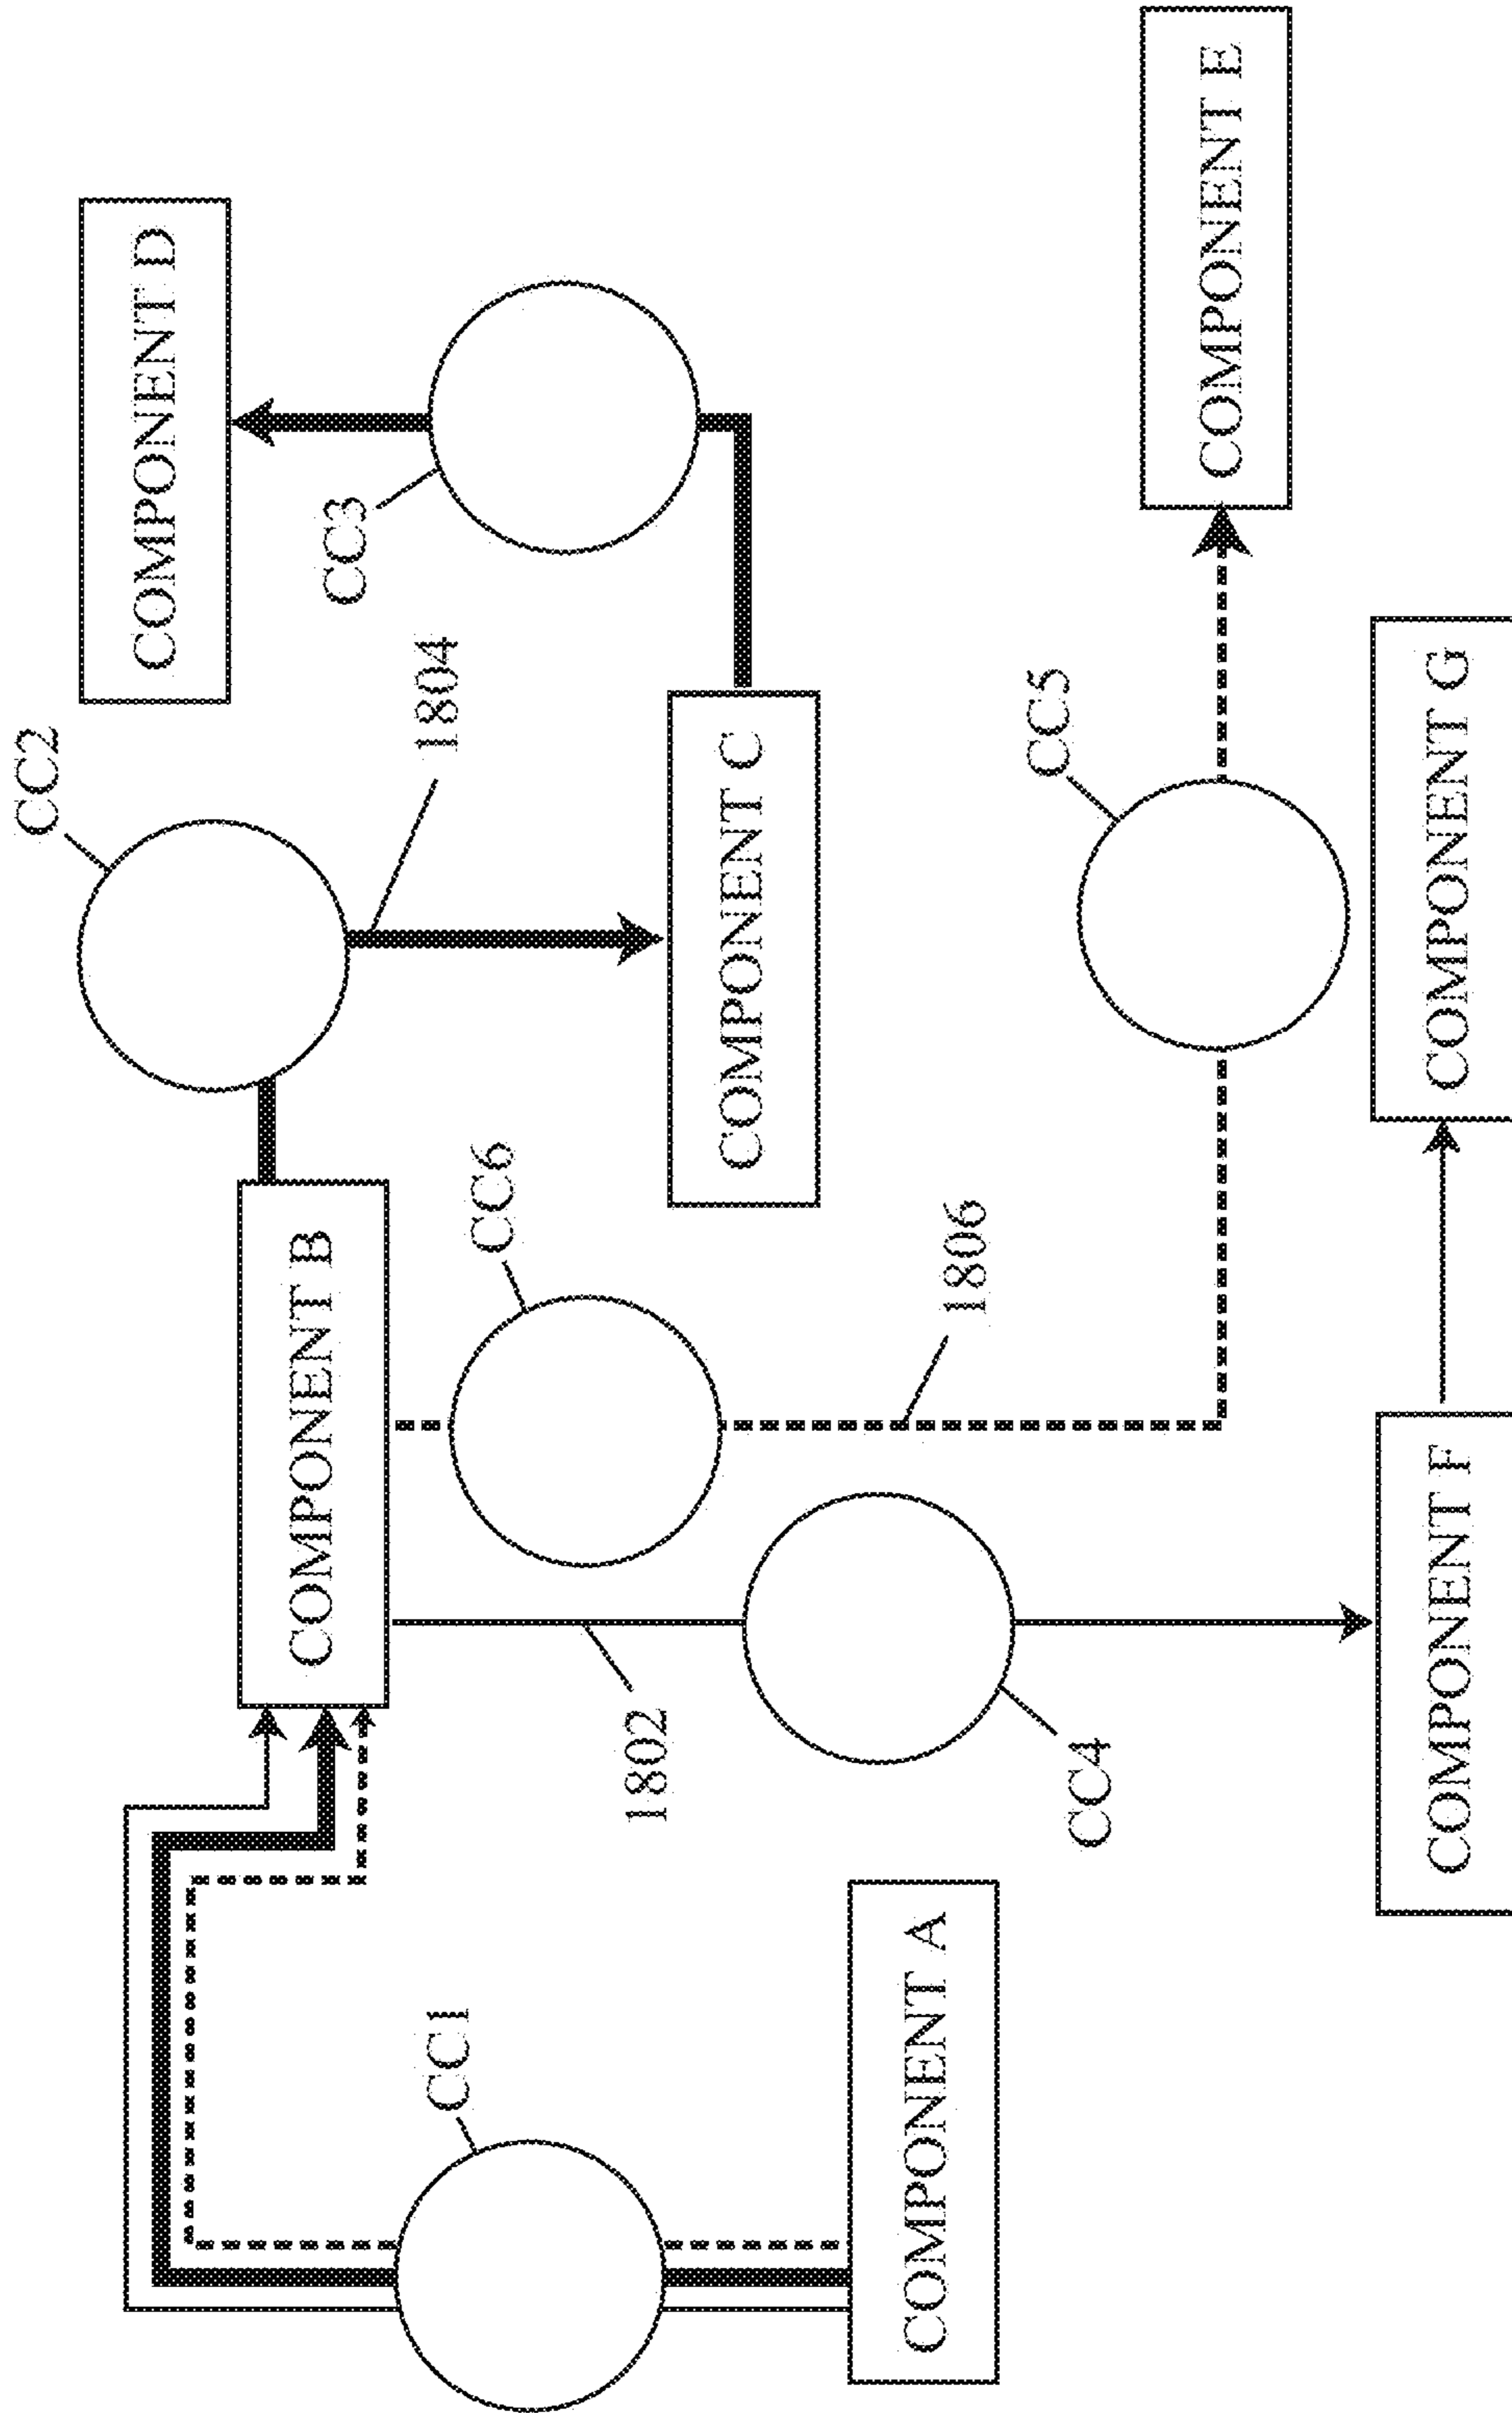 CC2
COMPONENT D
1804
CC3
COMPONENT B
CC6
COMPONENT C
CC1
1802
1806
CC5
COMPONENT E
COMPONENT A
CC4
COMPONENT F
COMPONENT G